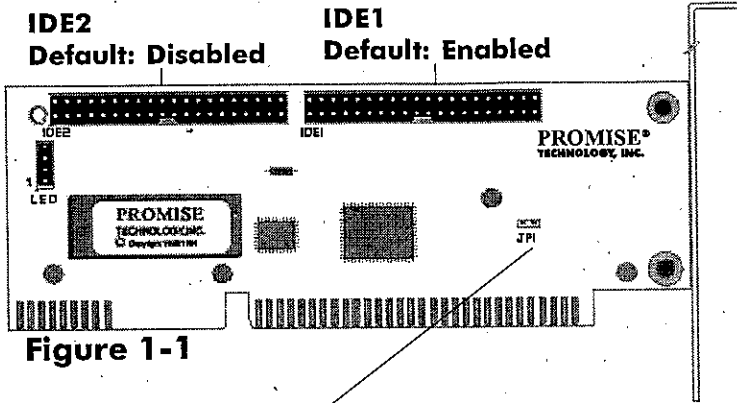 IDE2
Default: Disabled
IDE1
Default: Enabled
IDE2
IDE1
PROMISE®
TECHNOLOGY, INC.
1
LED
PROMISE
TECHNOLOGY, INC.
© Copyright
JP1
Figure 1-1